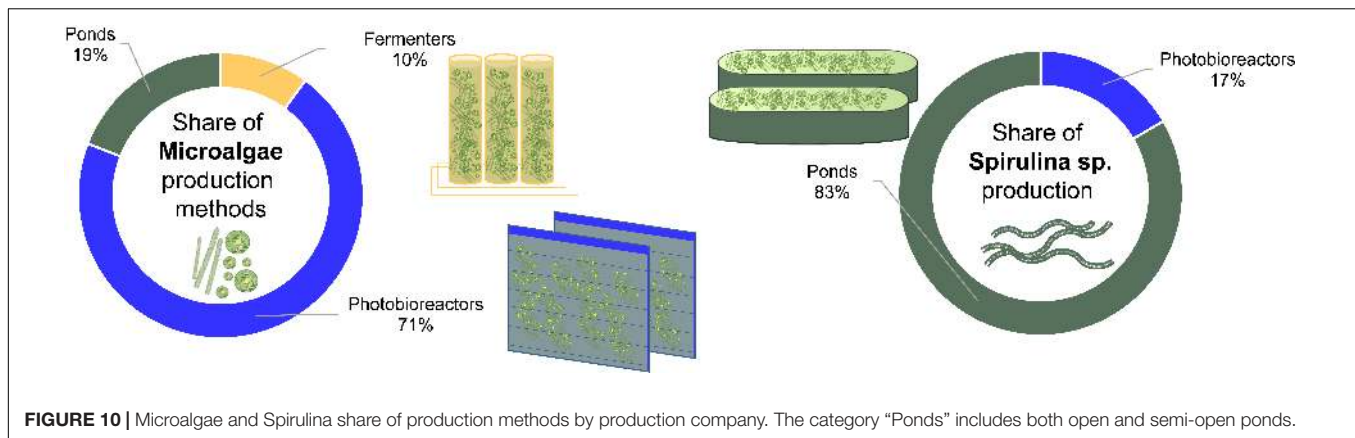 Ponds
19%
Fermenters
10%
Share of
Microalgae
production
methods
Photobioreactors
71%
Photobioreactors
17%
Share of
Spirulina sp.
production
Ponds
83%
FIGURE 10 | Microalgae and Spirulina share of production methods by production company. The category “Ponds” includes both open and semi-open ponds.